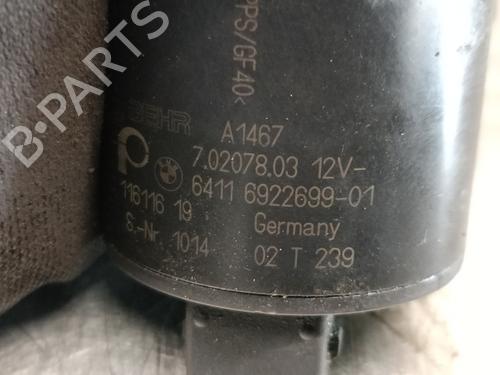 PPS/GF40<
BEHR A1467
7.02078.03 12V-
6411 6922699-01
116116 19 Germany
S.-Nr. 1014 02 T 239
B-PARTS